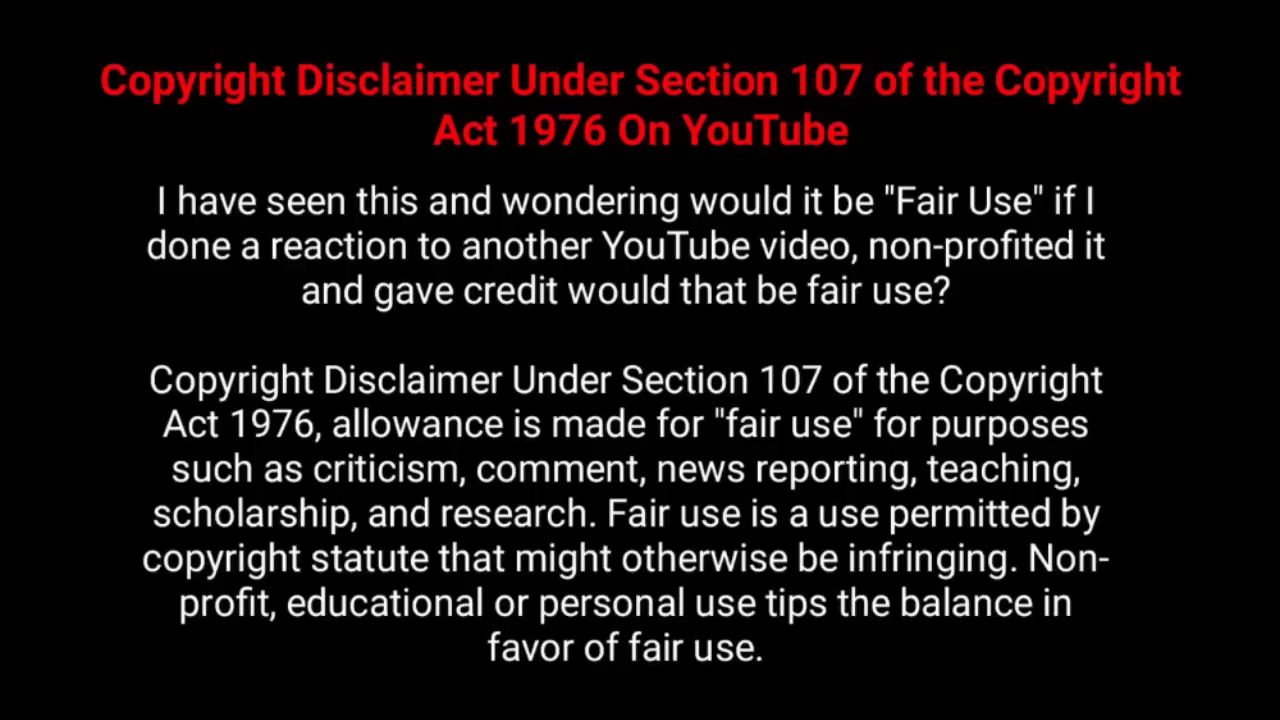 Copyright Disclaimer Under Section 107 of the Copyright
Act 1976 On YouTube
I have seen this and wondering would it be "Fair Use" if I
done a reaction to another YouTube video, non-profited it
and gave credit would that be fair use?
Copyright Disclaimer Under Section 107 of the Copyright
Act 1976, allowance is made for "fair use" for purposes
such as criticism, comment, news reporting, teaching,
scholarship, and research. Fair use is a use permitted by
copyright statute that might otherwise be infringing. Non-
profit, educational or personal use tips the balance in
favor of fair use.